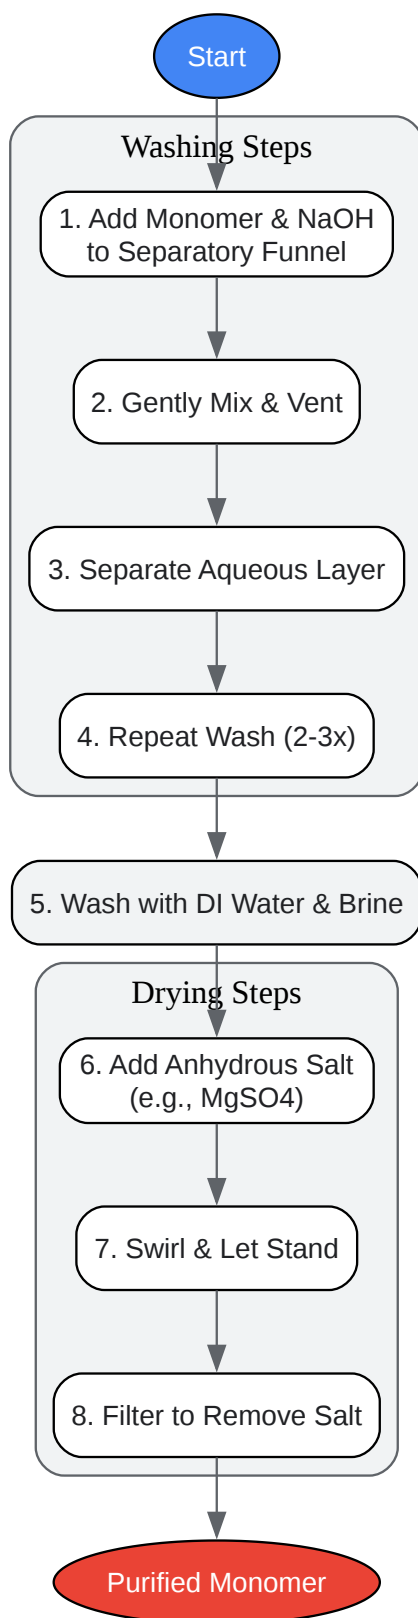 Start
Washing Steps
1. Add Monomer & NaOH
to Separatory Funnel
2. Gently Mix & Vent
3. Separate Aqueous Layer
4. Repeat Wash (2-3x)
5. Wash with DI Water & Brine
Drying Steps
6. Add Anhydrous Salt
(e.g., MgSO4)
7. Swirl & Let Stand
8. Filter to Remove Salt
Purified Monomer